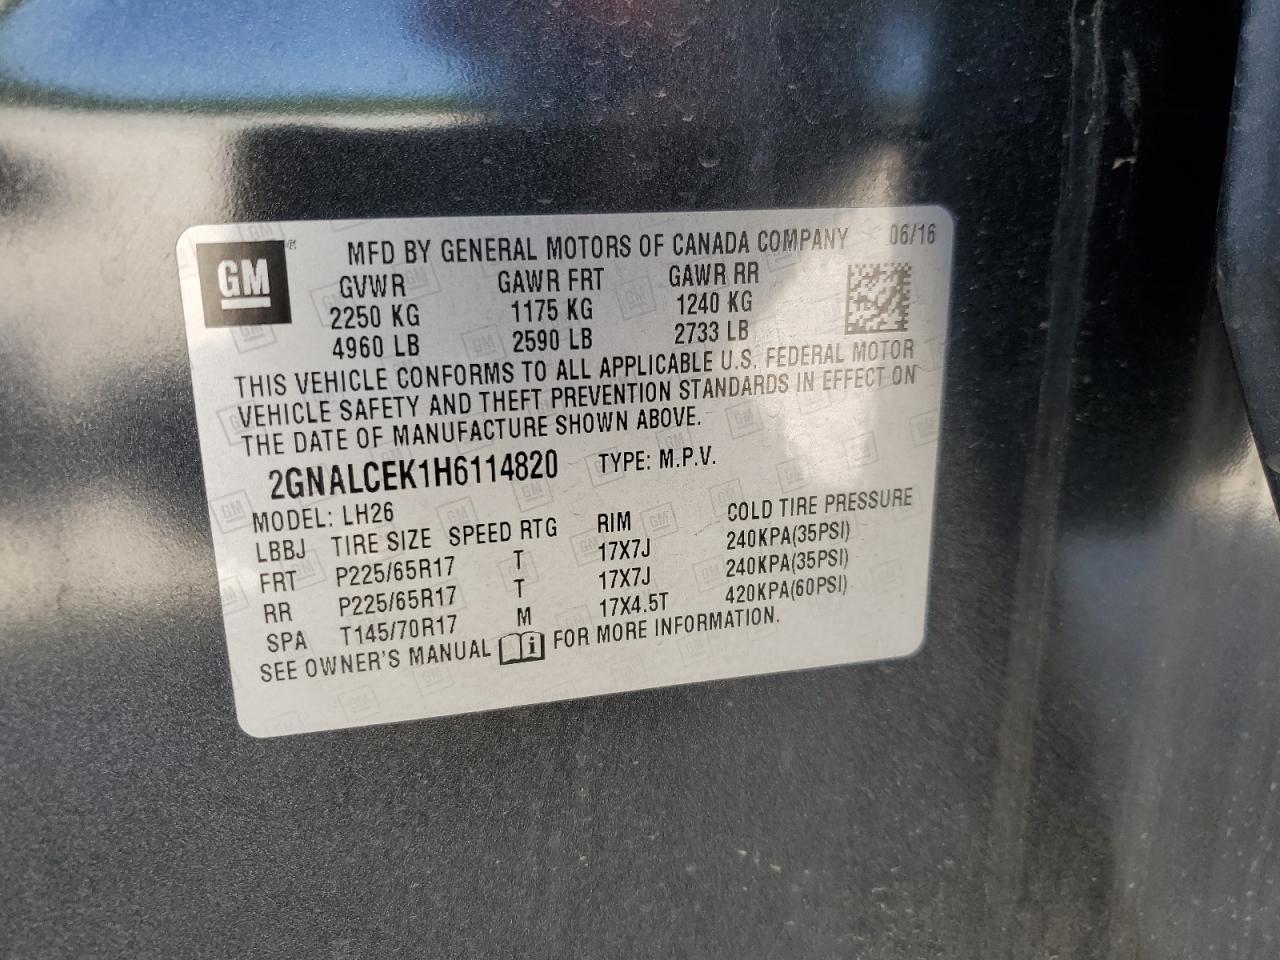 GM ® MFD BY GENERAL MOTORS OF CANADA COMPANY 06/16
GVWR GAWR FRT GAWR RR
2250 KG 1175 KG 1240 KG
4960 LB 2590 LB 2733 LB
THIS VEHICLE CONFORMS TO ALL APPLICABLE U.S. FEDERAL MOTOR
VEHICLE SAFETY AND THEFT PREVENTION STANDARDS IN EFFECT ON
THE DATE OF MANUFACTURE SHOWN ABOVE.
2GNALCEK1H6114820 TYPE: M.P.V.
MODEL: LH26
LBBJ TIRE SIZE SPEED RTG RIM COLD TIRE PRESSURE
FRT P225/65R17 T 17X7J 240KPA(35PSI)
RR P225/65R17 T 17X7J 240KPA(35PSI)
SPA T145/70R17 M 17X4.5T 420KPA(60PSI)
SEE OWNER'S MANUAL i FOR MORE INFORMATION.